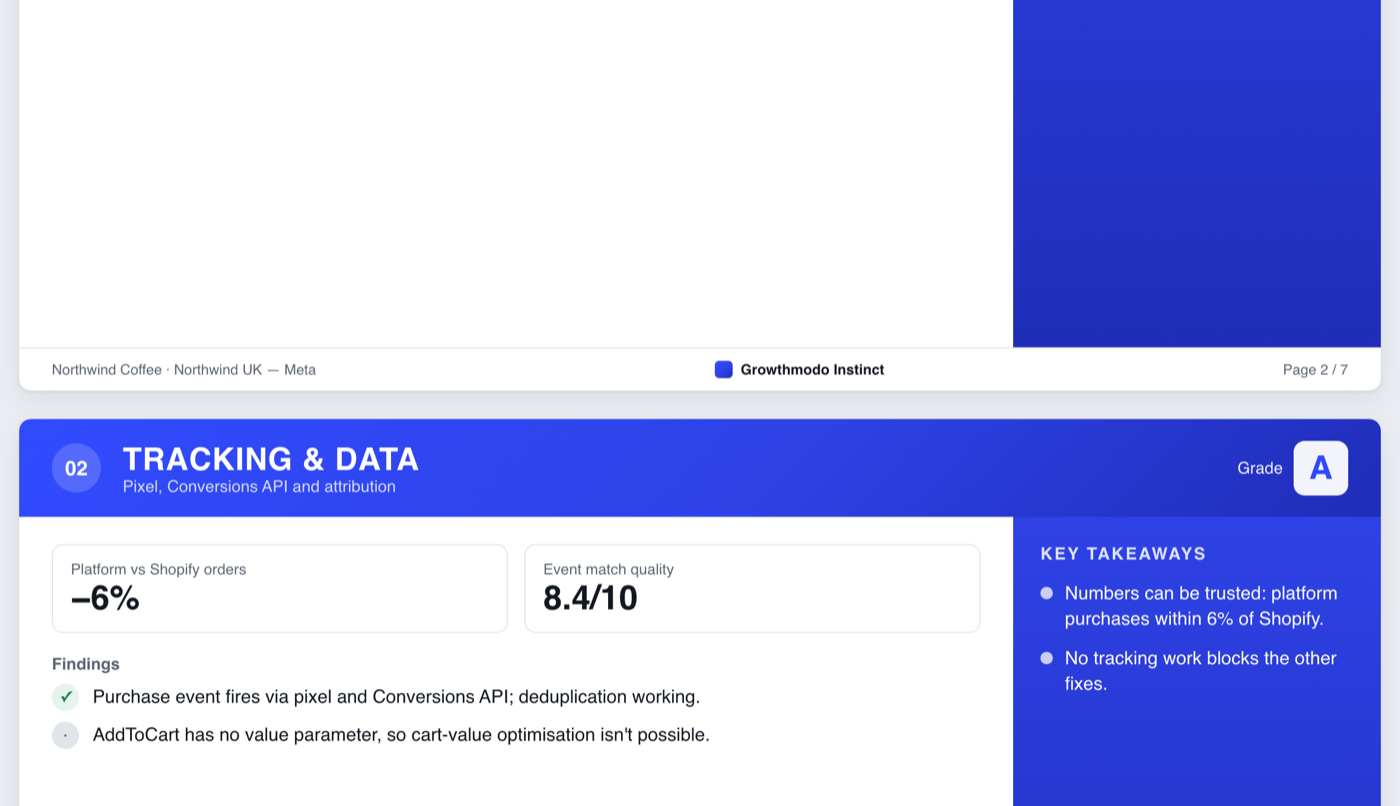 Northwind Coffee · Northwind UK — Meta
Growthmodo Instinct
Page 2 / 7
02
TRACKING & DATA
Pixel, Conversions API and attribution
Grade
A
Platform vs Shopify orders
–6%
Event match quality
8.4/10
Findings
✓ Purchase event fires via pixel and Conversions API; deduplication working.
· AddToCart has no value parameter, so cart-value optimisation isn't possible.
KEY TAKEAWAYS
Numbers can be trusted: platform
purchases within 6% of Shopify.
No tracking work blocks the other
fixes.